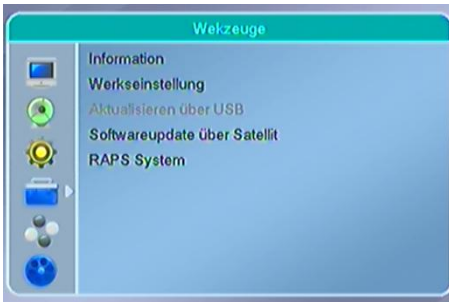 Wekzeuge
Information
Werkseinstellung
Aktualisieren über USB
Softwareupdate über Satellit
RAPS System